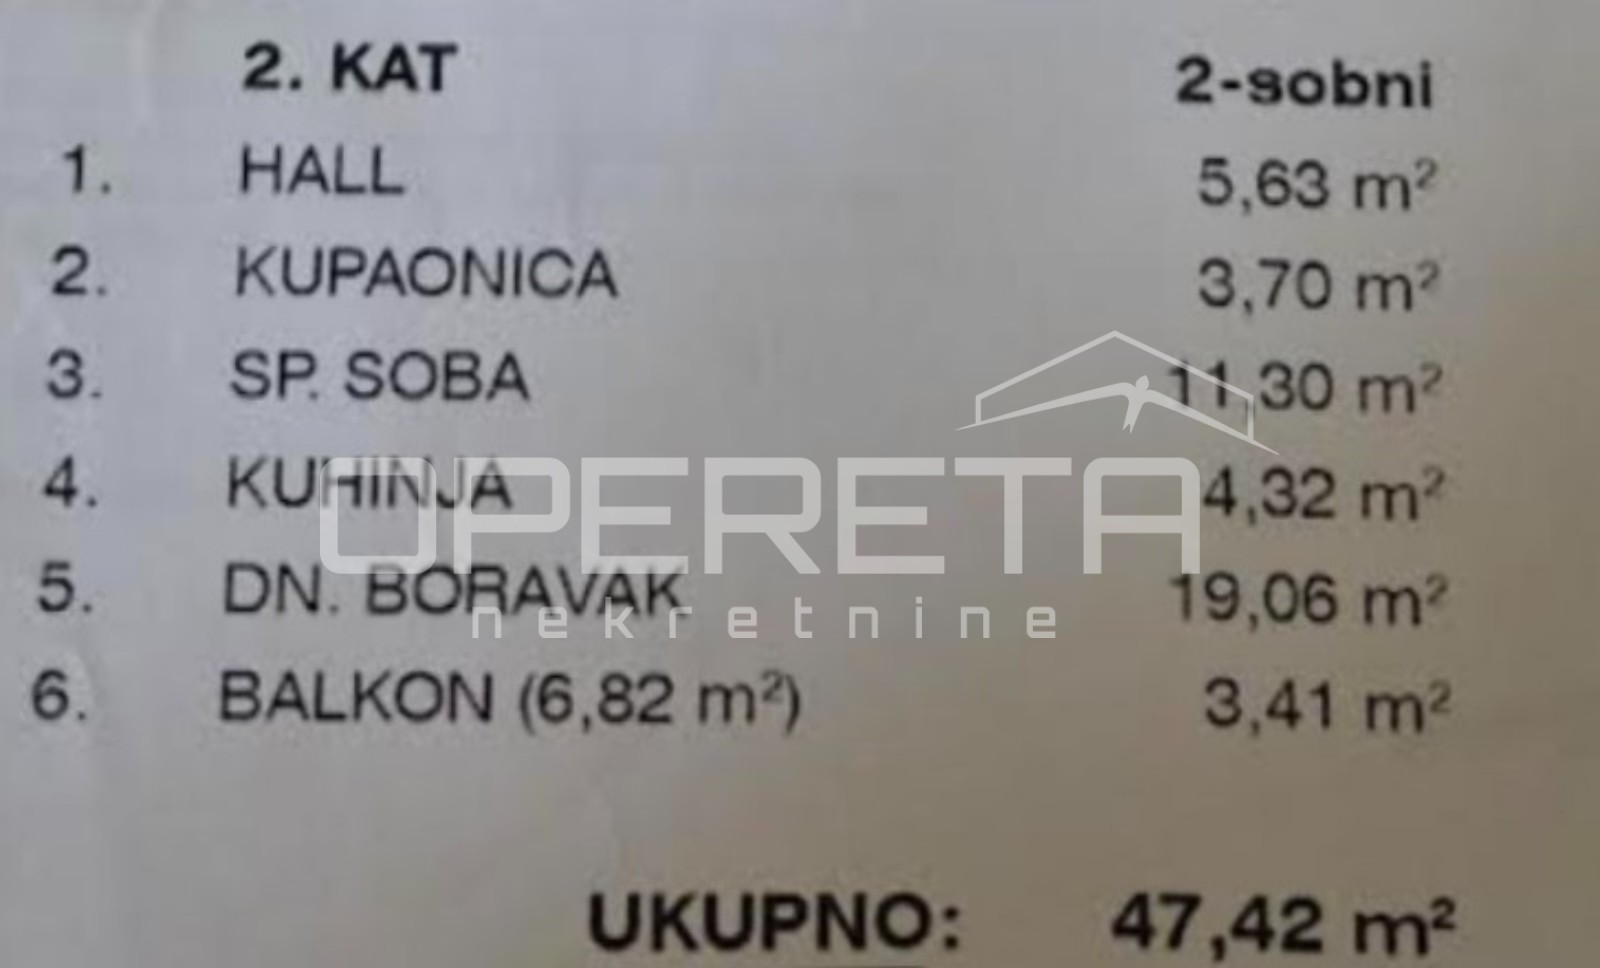 2. KAT 2-sobni
1. HALL 5,63 m²
2. KUPAONICA 3,70 m²
3. SP. SOBA 11,30 m²
4. KUHINJA 4,32 m²
OPERETA
5. DN. BORAVAK 19,06 m²
nekretnine
6. BALKON (6,82 m²) 3,41 m²
UKUPNO: 47,42 m²